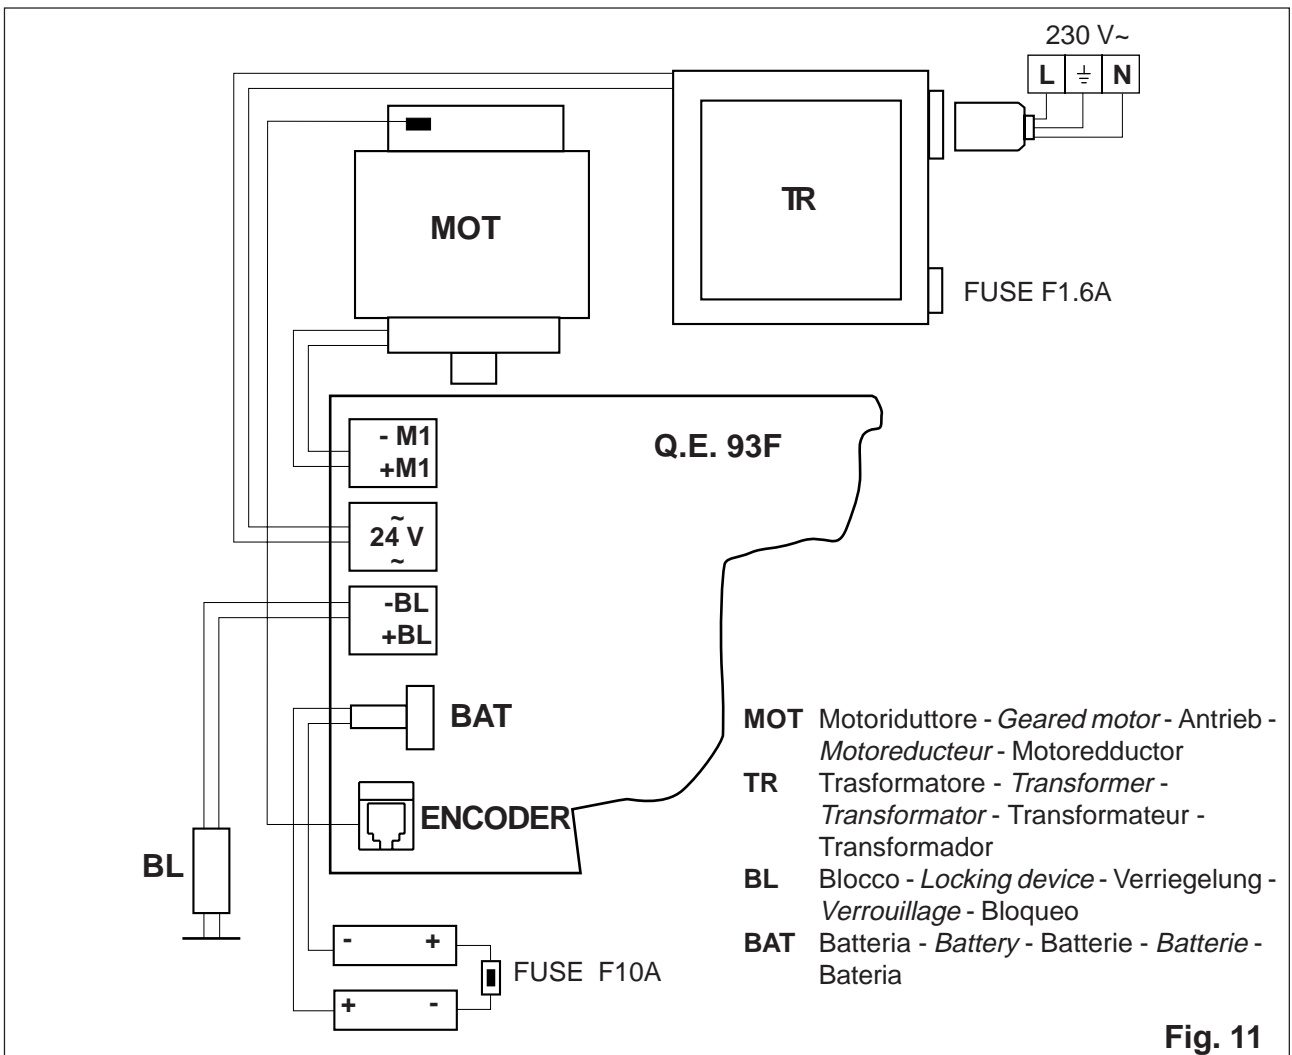 230 V~
L ⏚ N
TR
MOT
FUSE F1.6A
- M1
+M1
Q.E. 93F
~
24 V
~
-BL
+BL
BAT
ENCODER
BL
- +
FUSE F10A
+ -
MOT Motoriduttore - Geared motor - Antrieb -
Motoreducteur - Motoredductor
TR Trasformatore - Transformer -
Transformator - Transformateur -
Transformador
BL Blocco - Locking device - Verriegelung -
Verrouillage - Bloqueo
BAT Batteria - Battery - Batterie - Batterie -
Bateria
Fig. 11